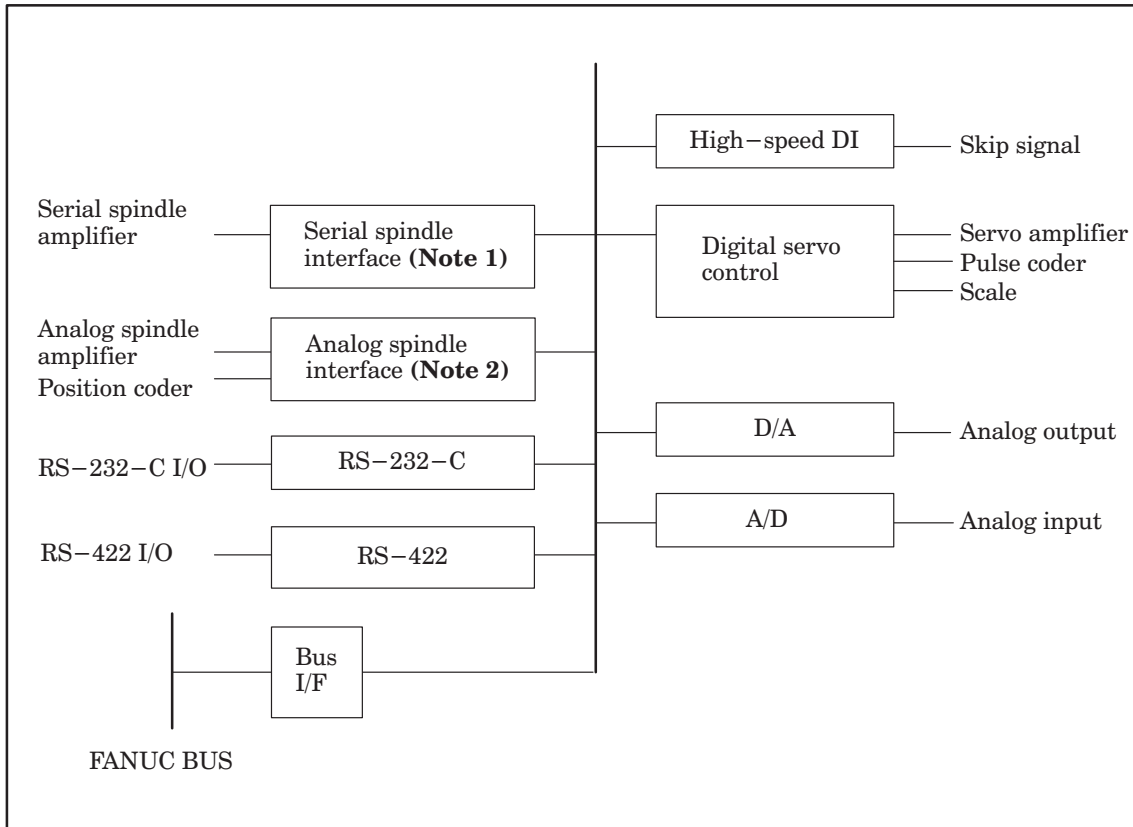 High−speed DI
Skip signal
Serial spindle
amplifier
Serial spindle
interface (Note 1)
Digital servo
control
Servo amplifier
Pulse coder
Scale
Analog spindle
amplifier
Position coder
Analog spindle
interface (Note 2)
D/A
Analog output
RS−232−C I/O
RS−232−C
A/D
Analog input
RS−422 I/O
RS−422
Bus
I/F
FANUC BUS